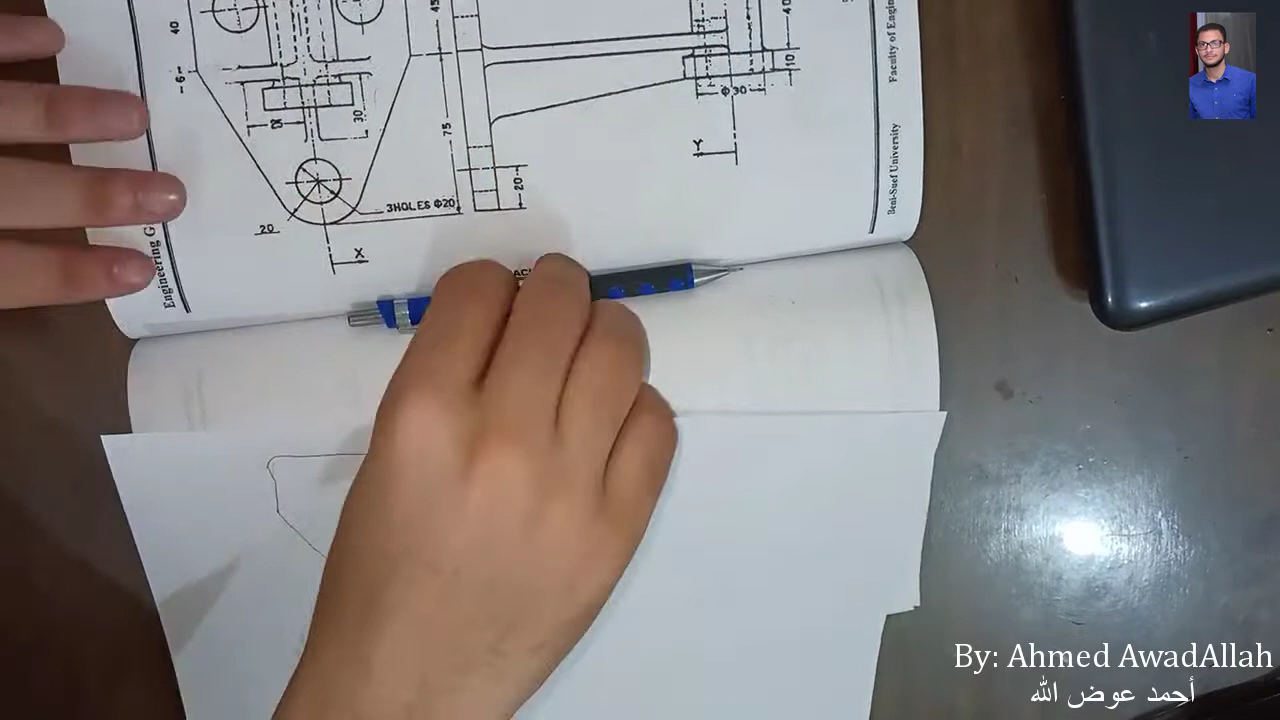 40
45
40
Faculty of Engin
6
10
Φ30
30
75
Y
20
3HOLES Φ20
20
X
Beni-Suef University
Engineering G
By: Ahmed AwadAllah
أحمد عوض الله